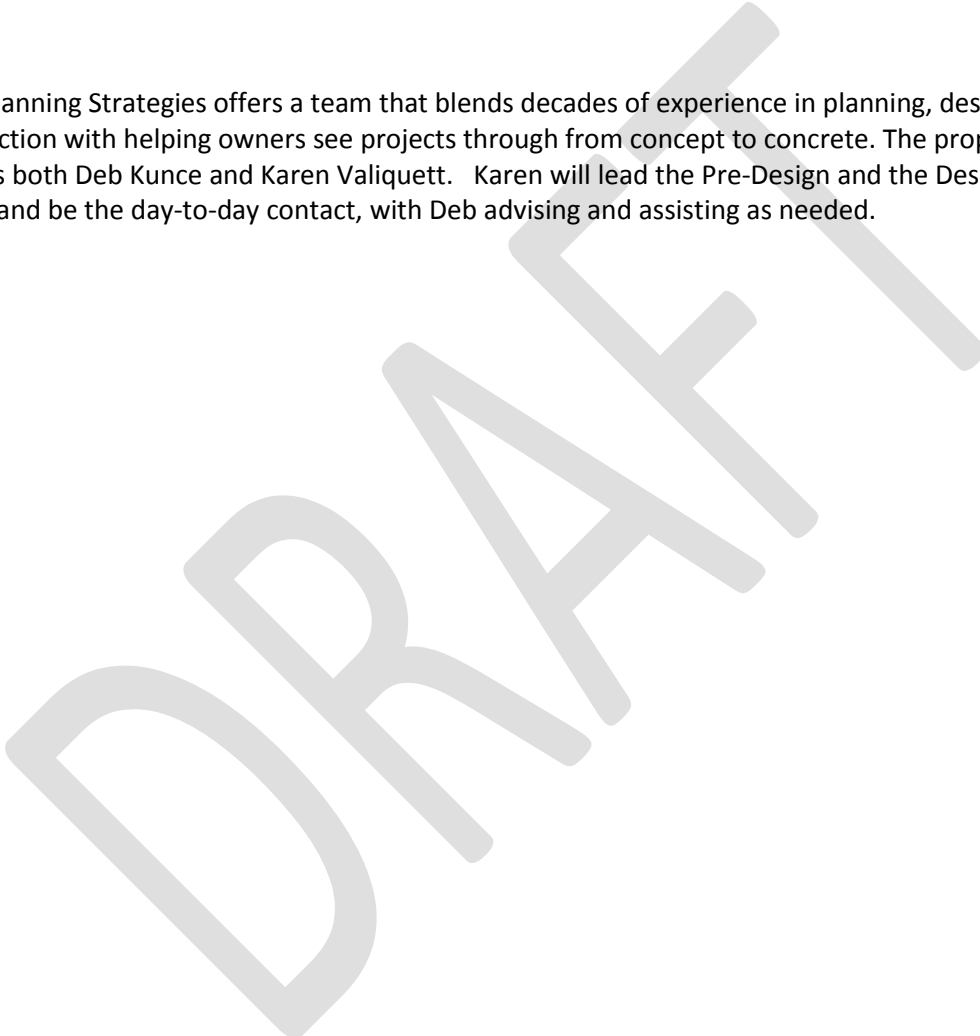 anning Strategies offers a team that blends decades of experience in planning, des
ction with helping owners see projects through from concept to concrete. The prop
s both Deb Kunce and Karen Valiquett. Karen will lead the Pre-Design and the Des
and be the day-to-day contact, with Deb advising and assisting as needed.
DRAFT